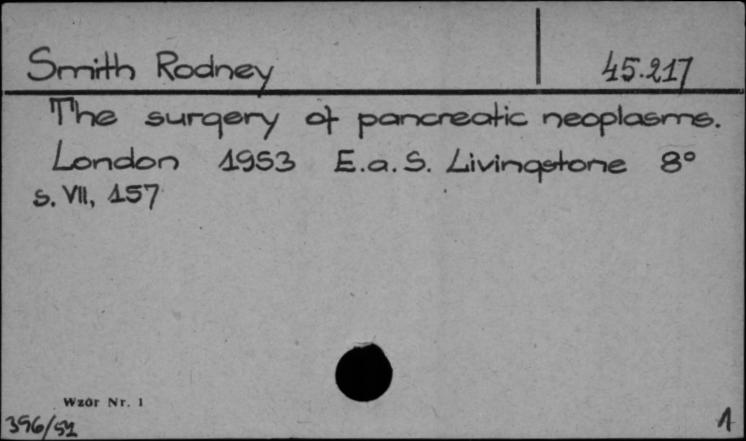 Smith Rodney 45.217
The surgery of pancreatic neoplasms.
London 1953 E.a.S. Livingstone 8°
s. VII, 157
Wzór Nr. 1
396/52 1